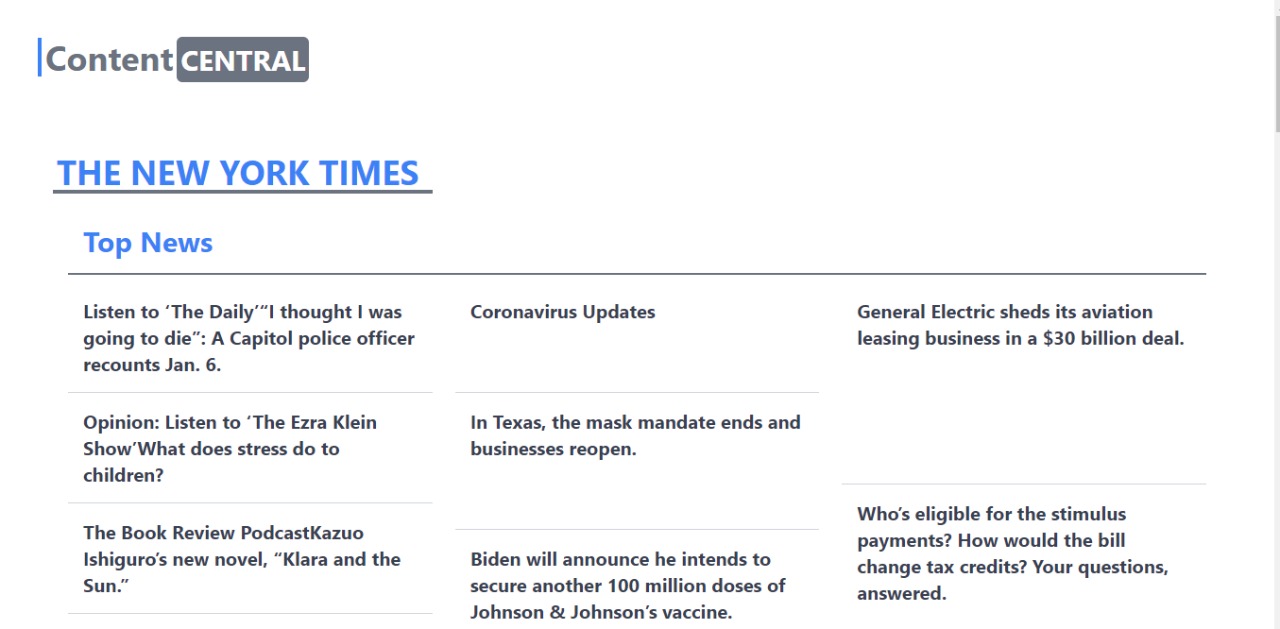 Content CENTRAL
THE NEW YORK TIMES
Top News
Listen to ‘The Daily’“I thought I was
going to die”: A Capitol police officer
recounts Jan. 6.
Opinion: Listen to ‘The Ezra Klein
Show’What does stress do to
children?
The Book Review PodcastKazuo
Ishiguro’s new novel, “Klara and the
Sun.”
Coronavirus Updates
In Texas, the mask mandate ends and
businesses reopen.
Biden will announce he intends to
secure another 100 million doses of
Johnson & Johnson’s vaccine.
General Electric sheds its aviation
leasing business in a $30 billion deal.
Who’s eligible for the stimulus
payments? How would the bill
change tax credits? Your questions,
answered.